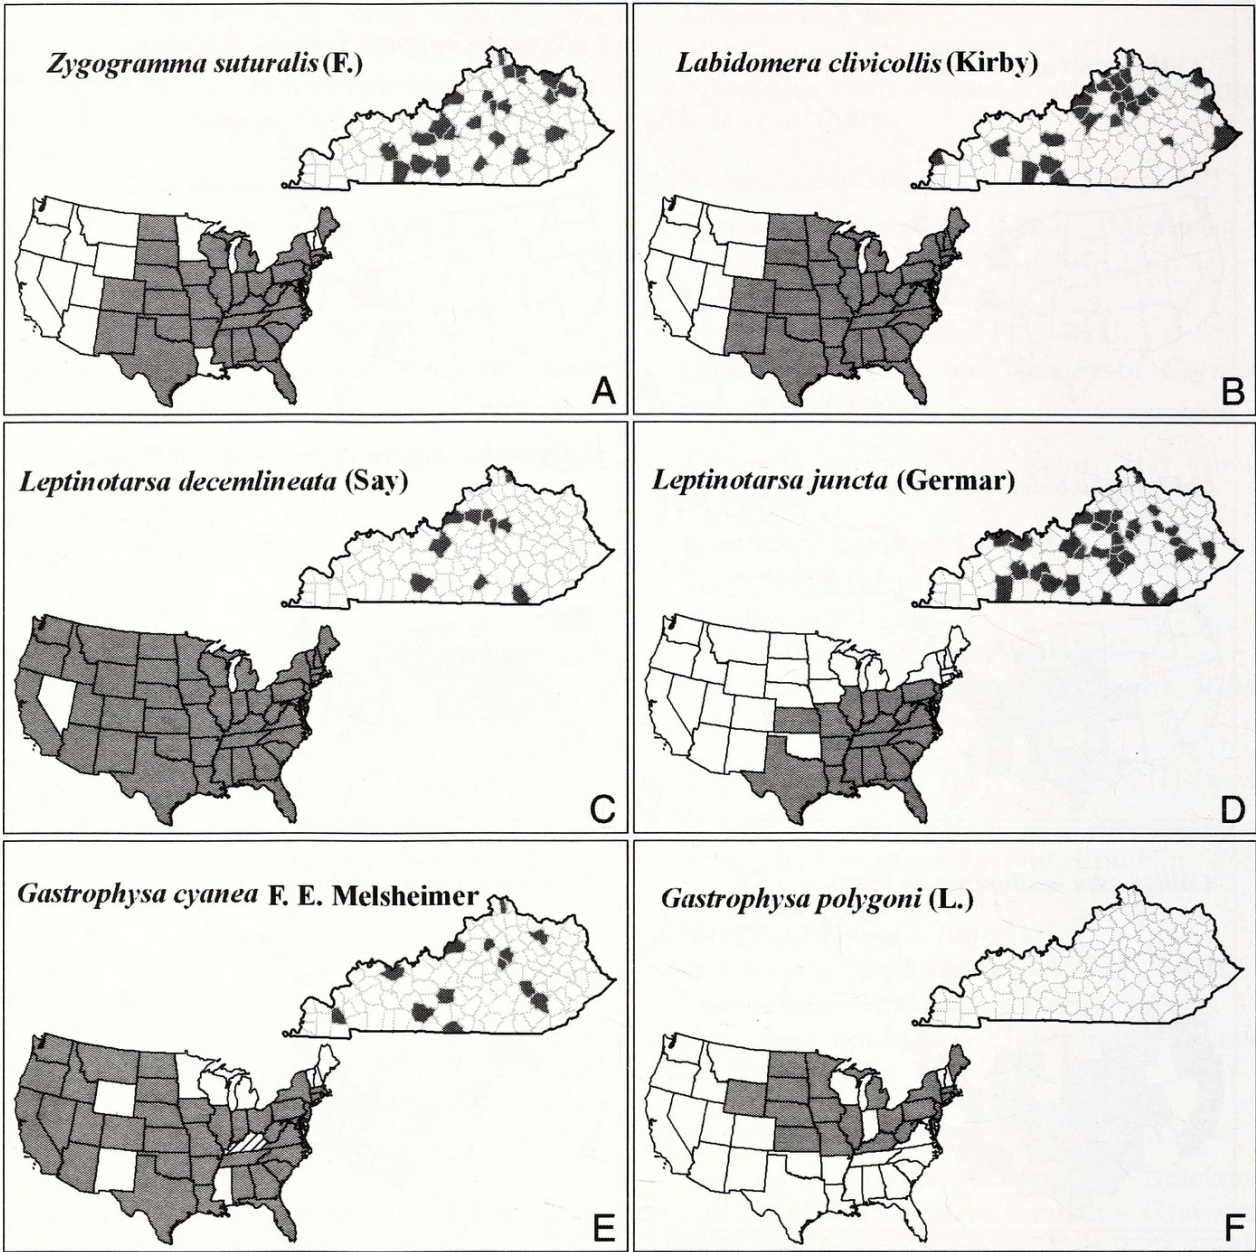 Zygogramma suturalis (F.)
A
Labidomera clivicollis (Kirby)
B
Leptinotarsa decemlineata (Say)
C
Leptinotarsa juncta (Germar)
D
Gastrophysa cyanea F. E. Melsheimer
E
Gastrophysa polygoni (L.)
F